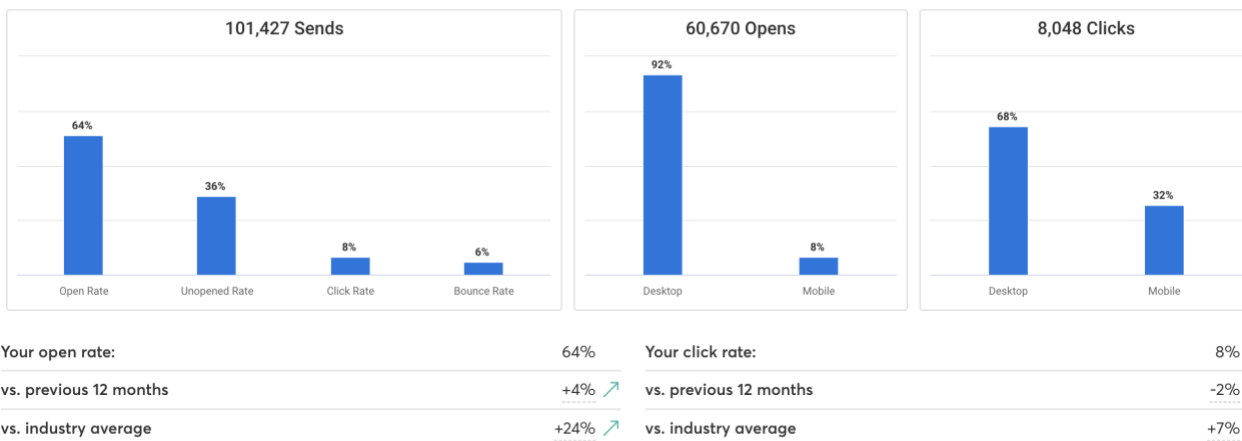 101,427 Sends
64%
36%
8%
6%
Open Rate
Unopened Rate
Click Rate
Bounce Rate
60,670 Opens
92%
8%
Desktop
Mobile
8,048 Clicks
68%
32%
Desktop
Mobile
Your open rate: 64%
vs. previous 12 months +4%
vs. industry average +24%
Your click rate: 8%
vs. previous 12 months -2%
vs. industry average +7%